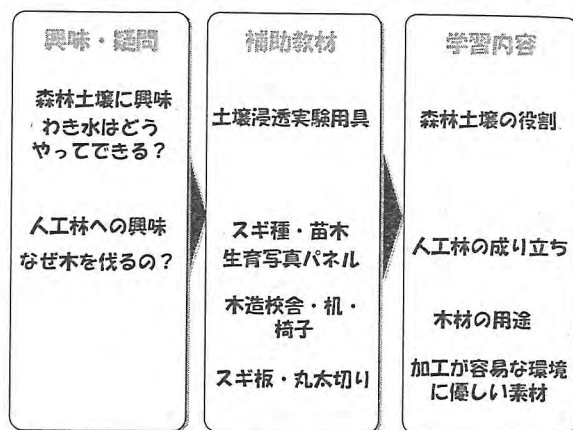 興味・疑問
森林土壌に興味
わき水はどう
やってできる？
人工林への興味
なぜ木を伐るの？
補助教材
土壌浸透実験用具
スギ種・苗木
生育写真パネル
木造校舎・机・
椅子
スギ板・丸太切り
学習内容
森林土壌の役割
人工林の成り立ち
木材の用途
加工が容易な環境
に優しい素材